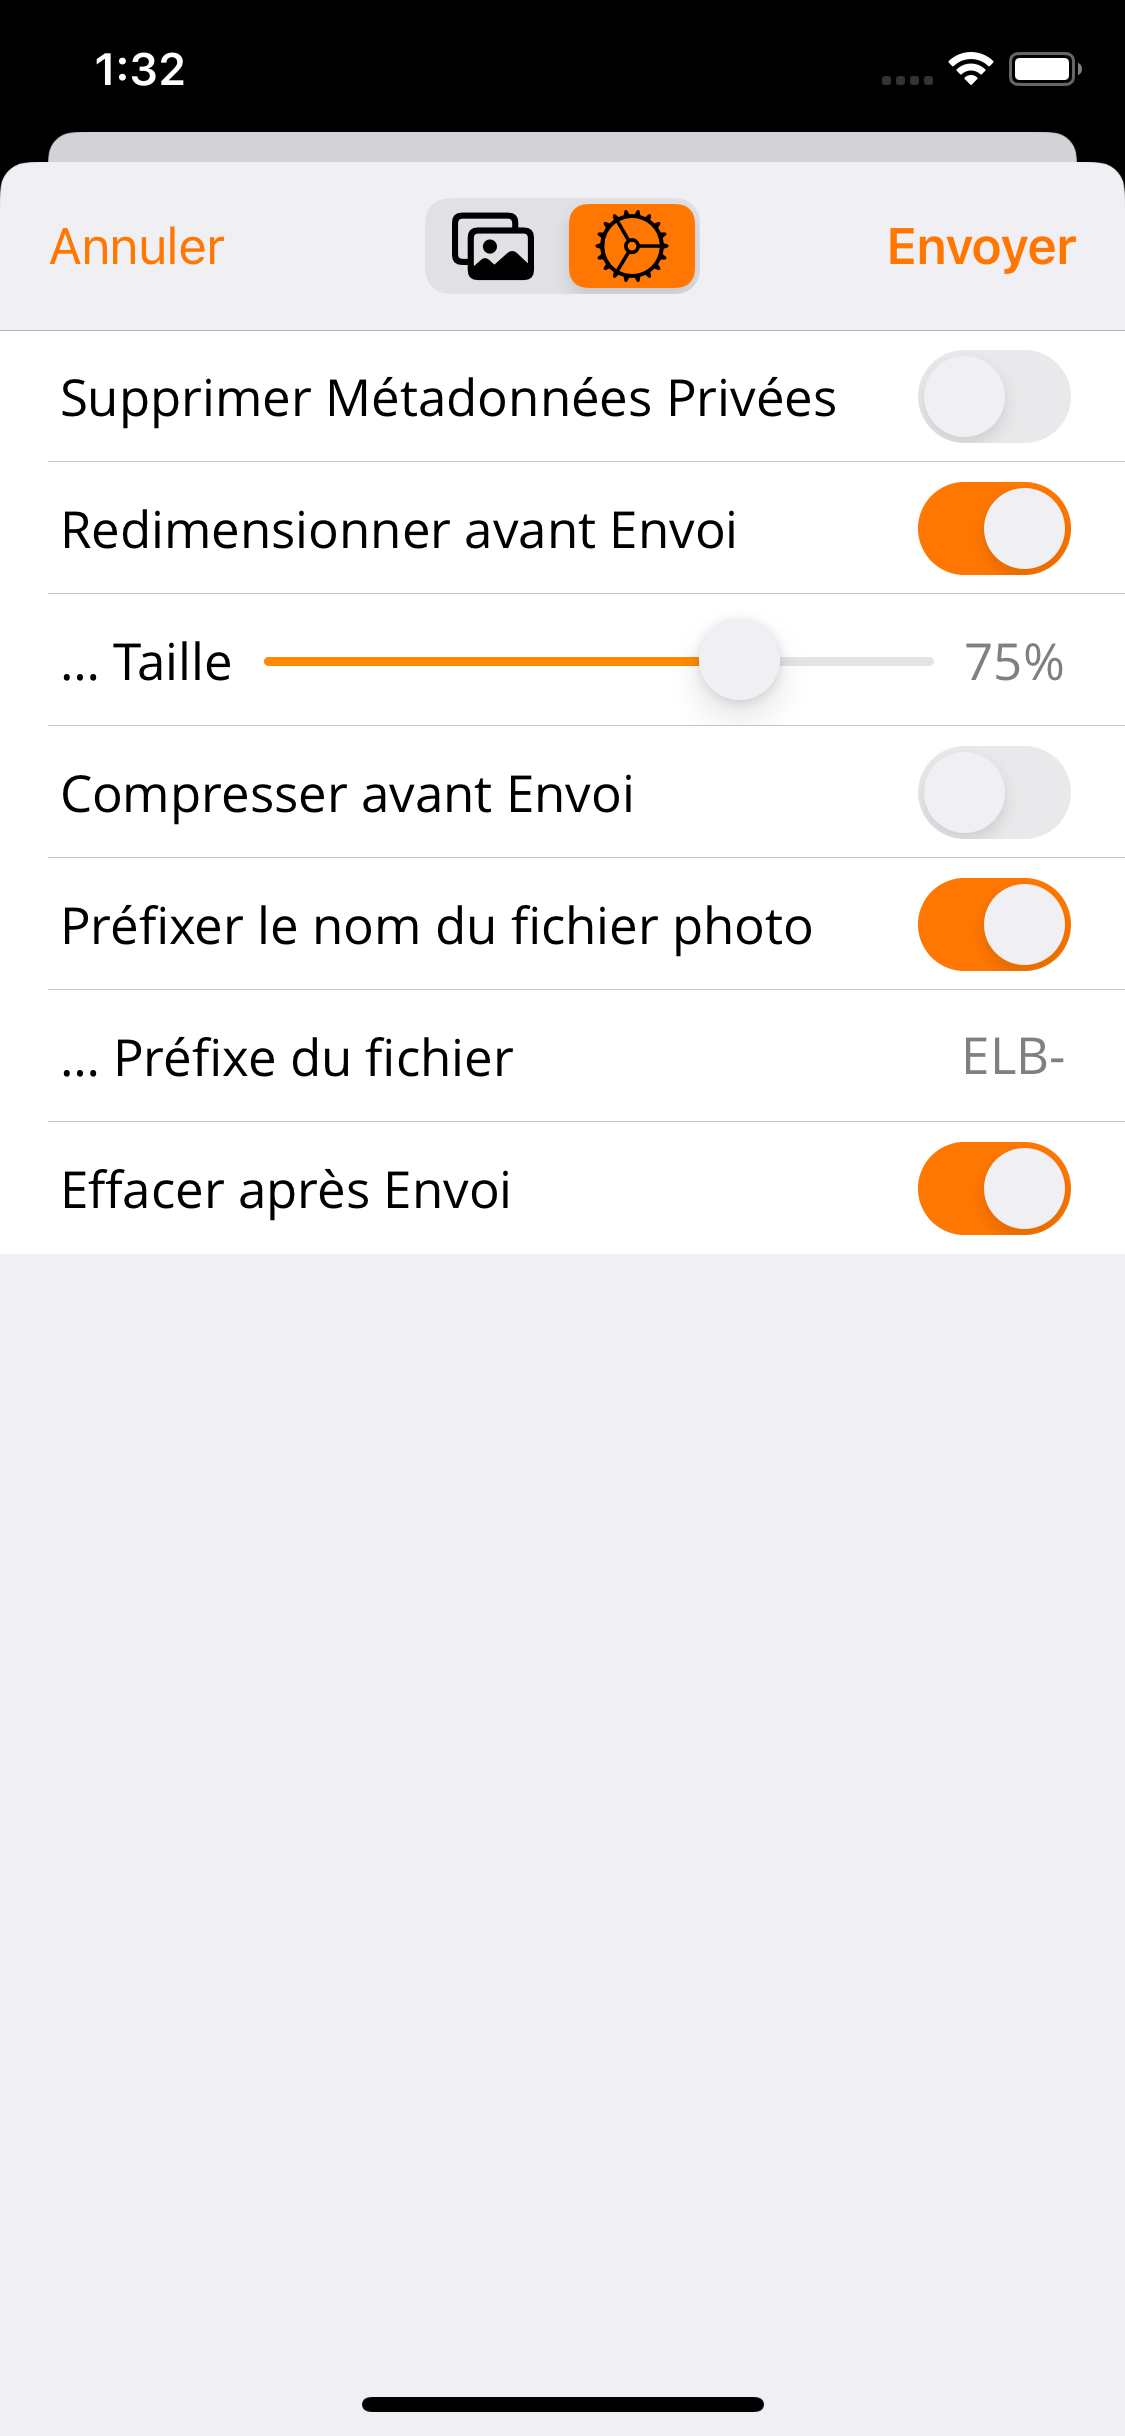 1:32
Annuler
Envoyer
Supprimer Métadonnées Privées
Redimensionner avant Envoi
... Taille 75%
Compresser avant Envoi
Préfixer le nom du fichier photo
... Préfixe du fichier ELB-
Effacer après Envoi